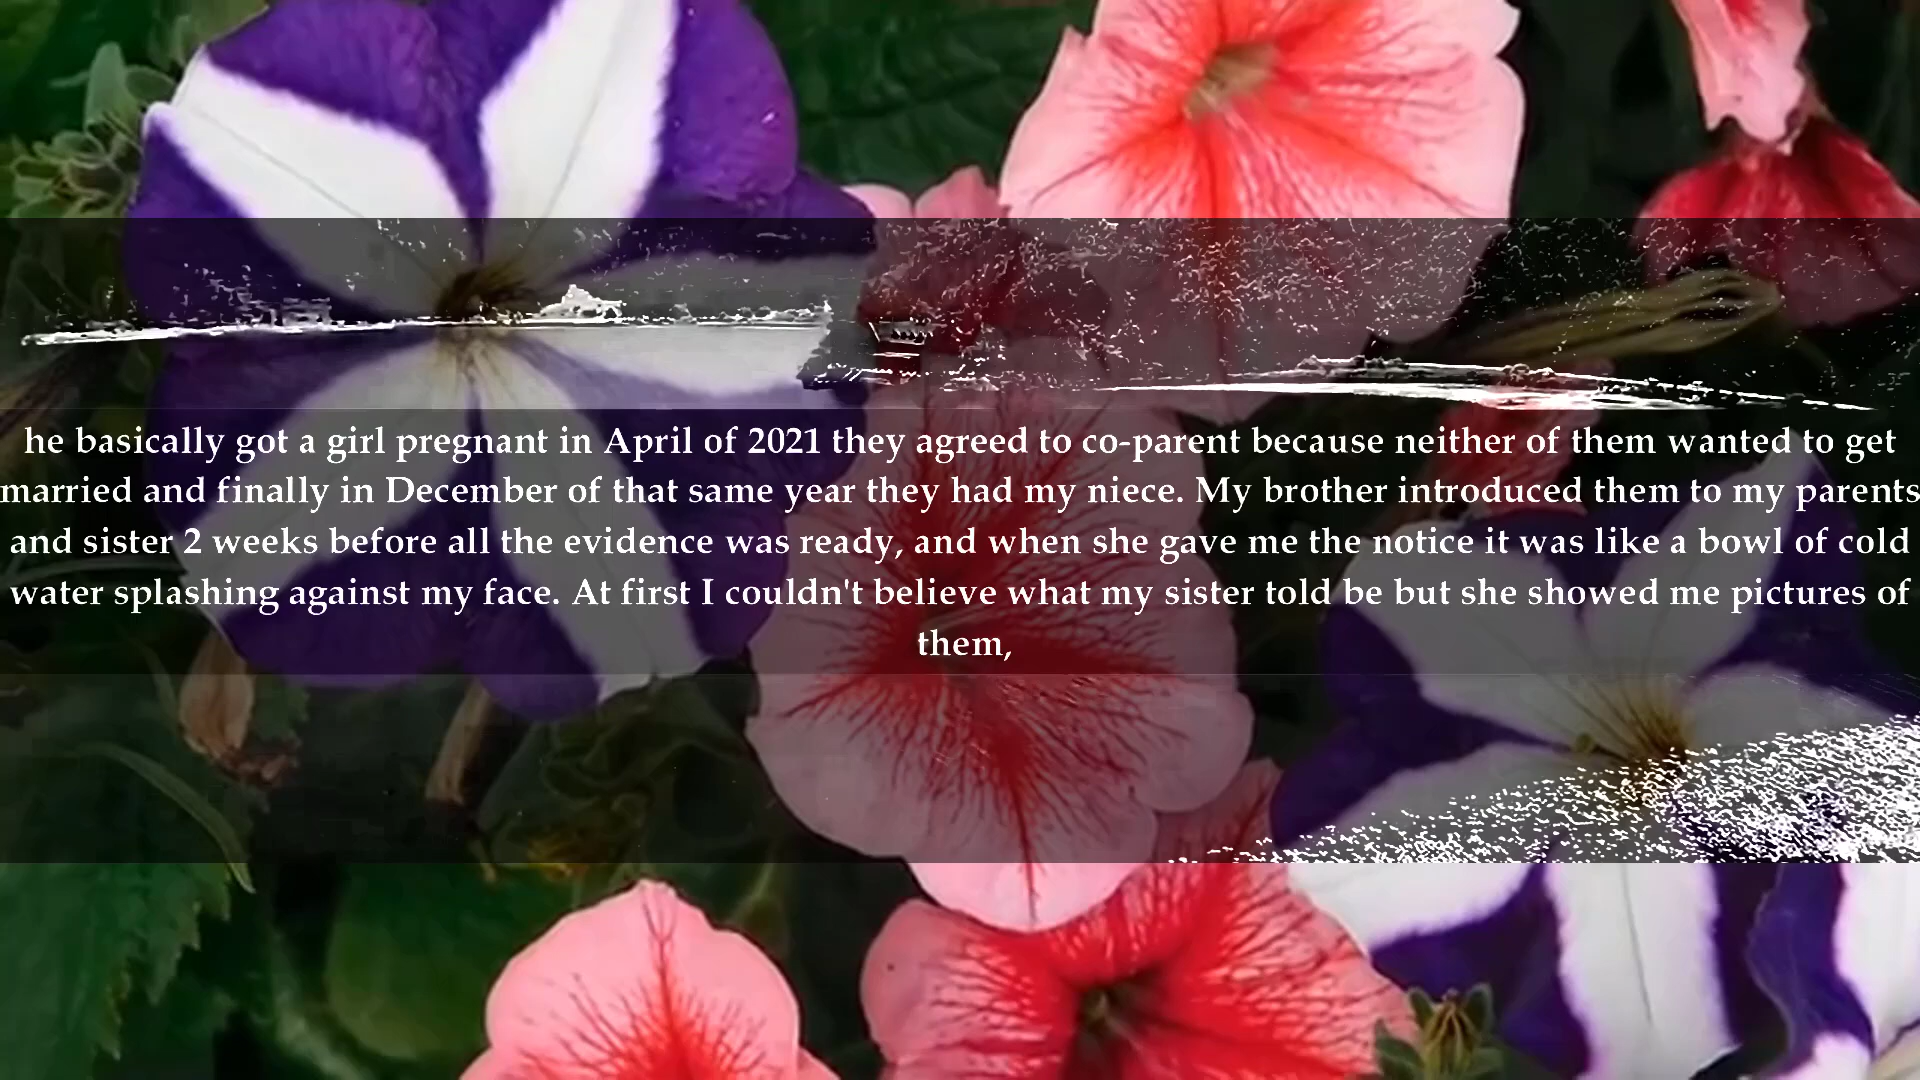 he basically got a girl pregnant in April of 2021 they agreed to co-parent because neither of them wanted to get
married and finally in December of that same year they had my niece. My brother introduced them to my parents
and sister 2 weeks before all the evidence was ready, and when she gave me the notice it was like a bowl of cold
water splashing against my face. At first I couldn't believe what my sister told be but she showed me pictures of
them,